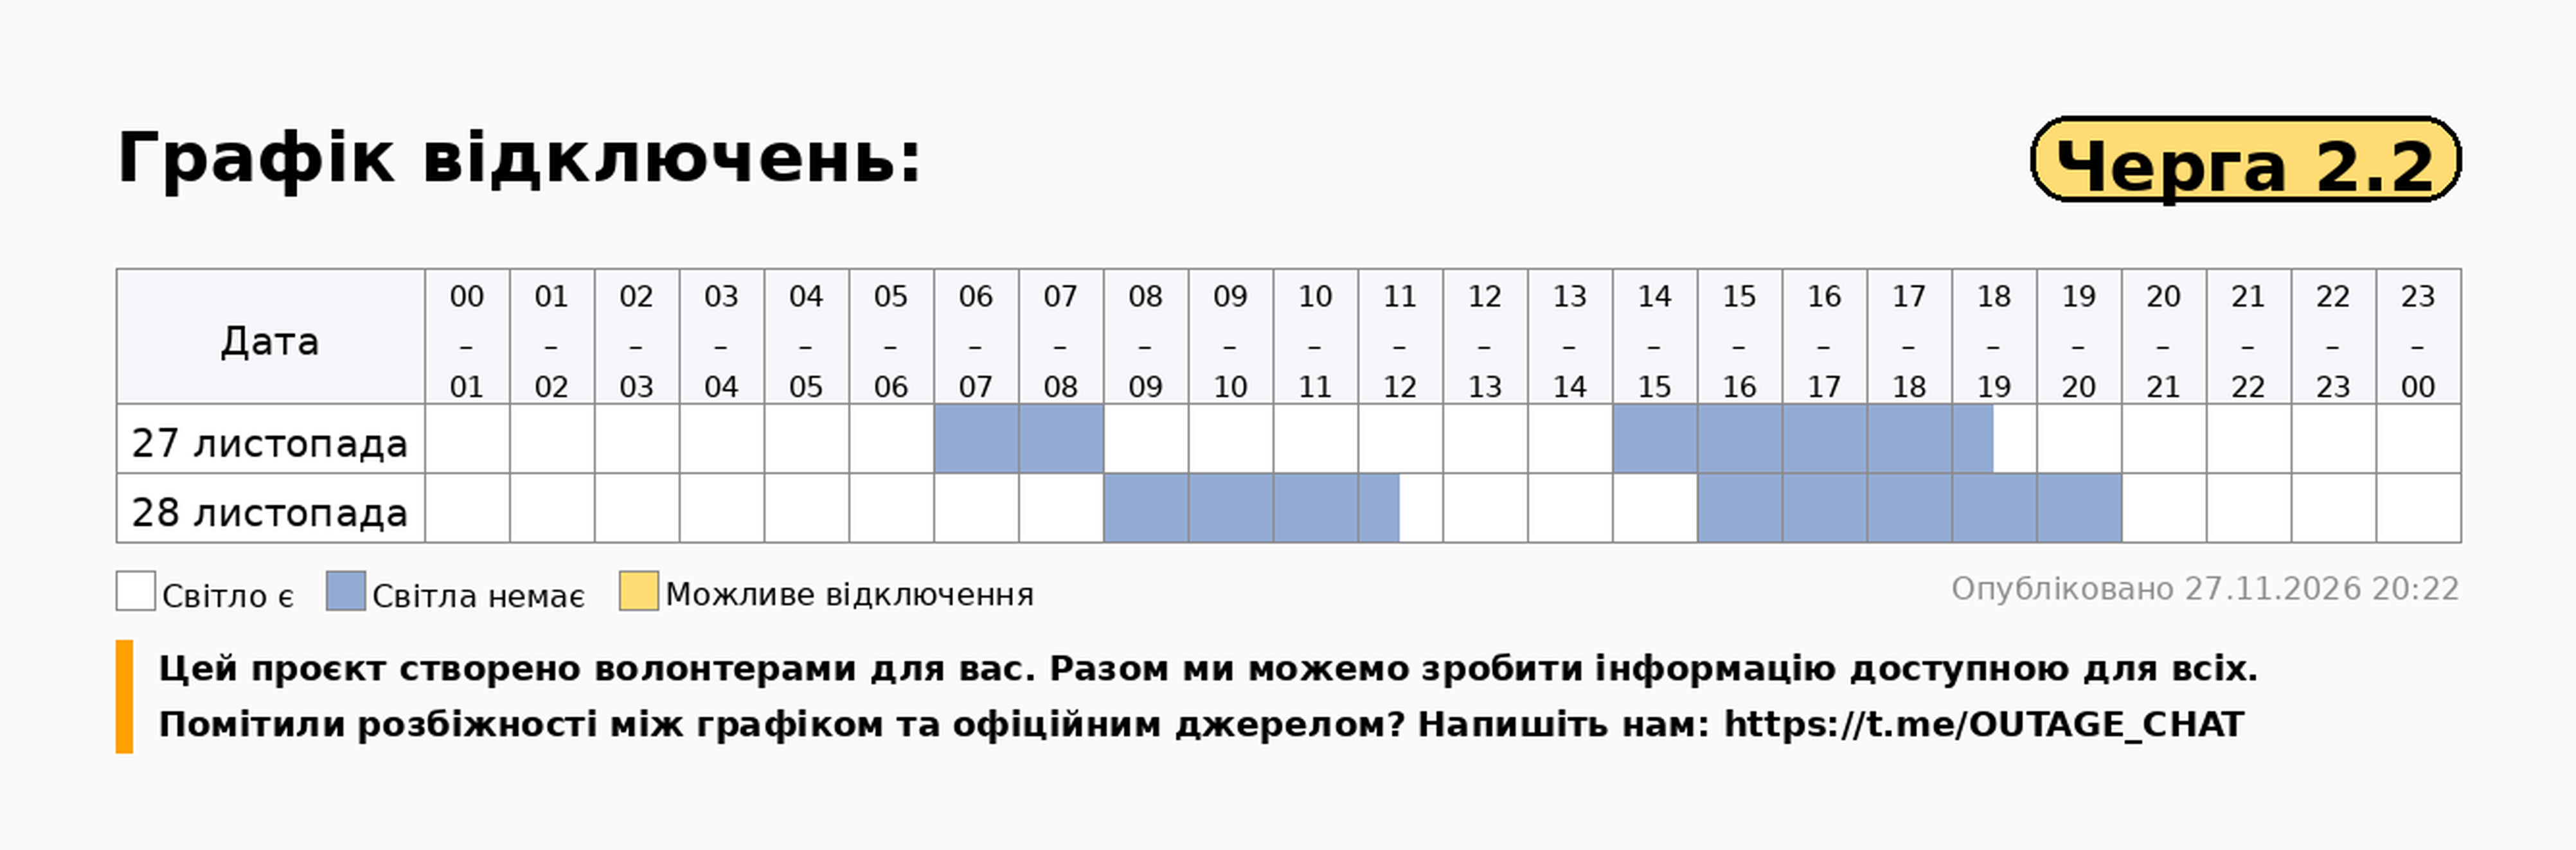 Графік відключень:
Черга 2.2
Дата 00 – 01 01 – 02 02 – 03 03 – 04 04 – 05 05 – 06 06 – 07 07 – 08 08 – 09 09 – 10 10 – 11 11 – 12 12 – 13 13 – 14 14 – 15 15 – 16 16 – 17 17 – 18 18 – 19 19 – 20 20 – 21 21 – 22 22 – 23 23 – 00
27 листопада
28 листопада
Світло є Світла немає Можливе відключення
Опубліковано 27.11.2026 20:22
Цей проєкт створено волонтерами для вас. Разом ми можемо зробити інформацію доступною для всіх.
Помітили розбіжності між графіком та офіційним джерелом? Напишіть нам: https://t.me/OUTAGE_CHAT